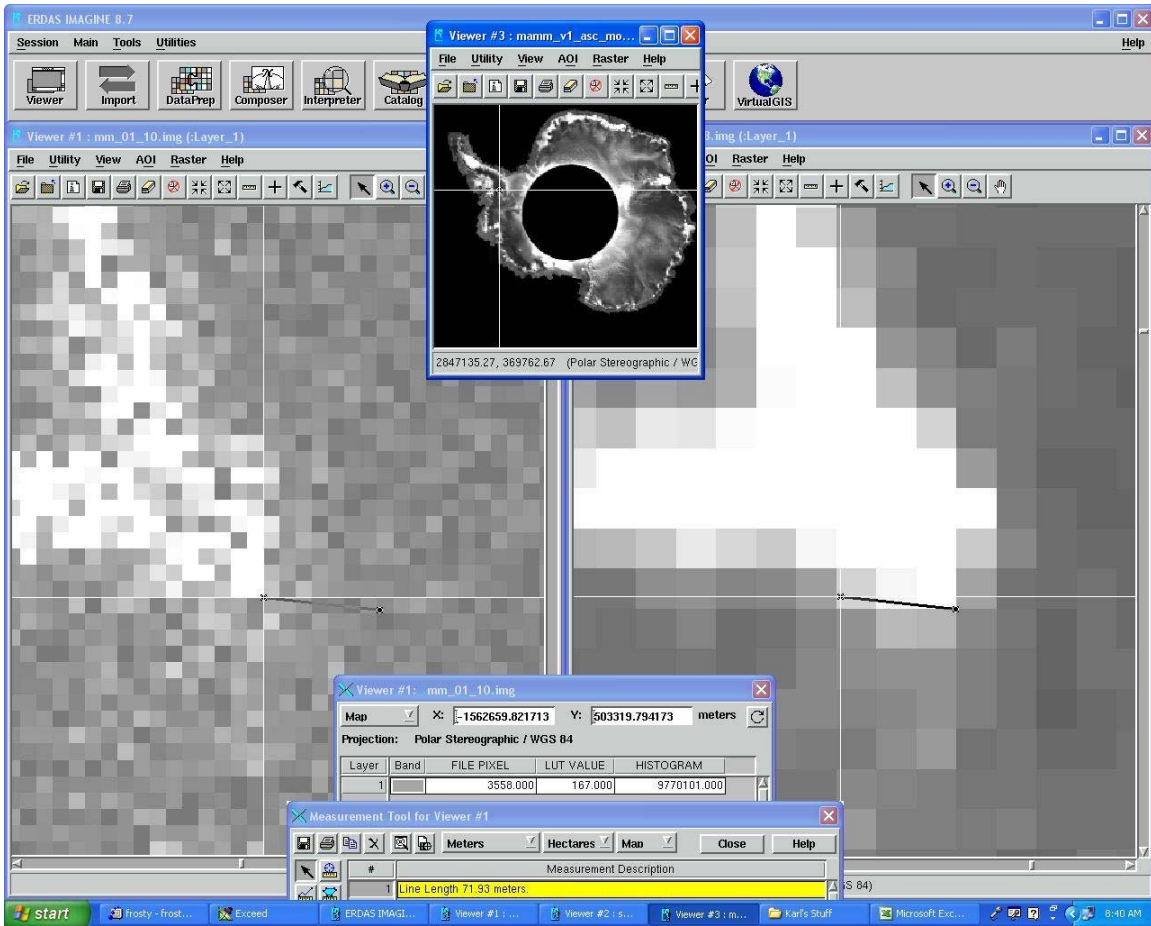 ERDAS IMAGINE 8.7
Session Main Tools Utilities Help
Viewer Import DataPrep Composer Interpreter Catalog VirtualGIS
Viewer #3 : mamm_v1_asc_mo...
File Utility View AOI Raster Help
2847135.27, 369762.67 (Polar Stereographic / WG
Viewer #1 : mm_01_10.img (:Layer_1)
File Utility View AOI Raster Help
.img (:Layer_1)
OI Raster Help
Viewer #1: mm_01_10.img
Map X: -1562659.821713 Y: 503319.794173 meters
Projection: Polar Stereographic / WGS 84
Layer Band FILE PIXEL LUT VALUE HISTOGRAM
1 3558.000 167.000 9770101.000
Measurement Tool for Viewer #1
Meters Hectares Map Close Help
# Measurement Description
1 Line Length 71.93 meters.
GS 84)
start frosty - frost... Exceed ERDAS IMAGI... Viewer #1 : ... Viewer #2 : s... Viewer #3 : m... Karl's Stuff Microsoft Exc... 8:40 AM